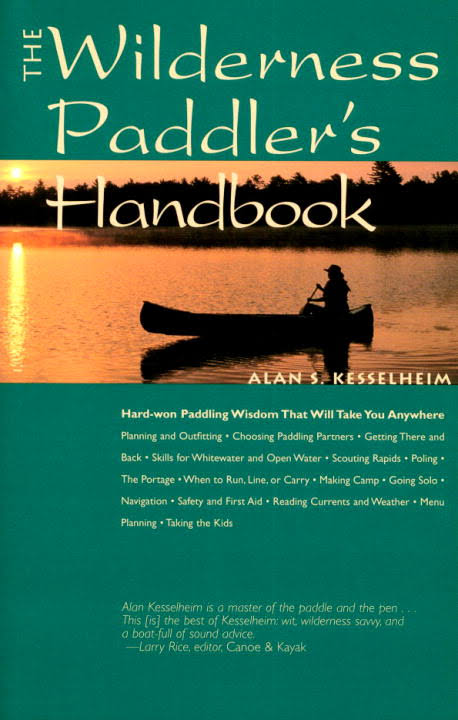 THE Wilderness
Paddler's
Handbook
ALAN S. KESSELHEIM
Hard-won Paddling Wisdom That Will Take You Anywhere
Planning and Outfitting • Choosing Paddling Partners • Getting There and
Back • Skills for Whitewater and Open Water • Scouting Rapids • Poling •
The Portage • When to Run, Line, or Carry • Making Camp • Going Solo •
Navigation • Safety and First Aid • Reading Currents and Weather • Menu
Planning • Taking the Kids
Alan Kesselheim is a master of the paddle and the pen . . .
This [is] the best of Kesselheim: wit, wilderness savvy, and
a boat-full of sound advice.
—Larry Rice, editor, Canoe & Kayak